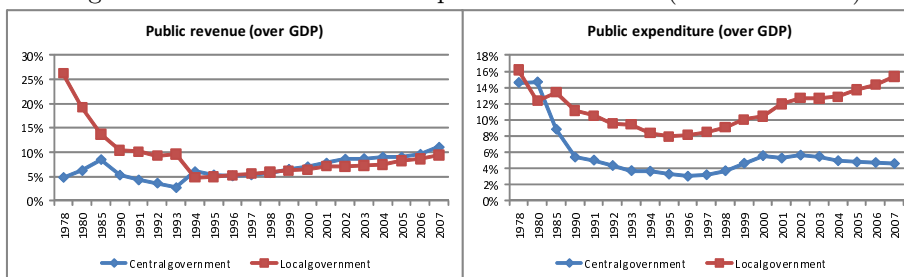 Public revenue (over GDP)
30%
25%
20%
15%
10%
5%
0%
1978 1980 1985 1990 1991 1992 1993 1994 1995 1996 1997 1998 1999 2000 2001 2002 2003 2004 2005 2006 2007
Centralgovernment Localgovernment
Public expenditure (over GDP)
18%
16%
14%
12%
10%
8%
6%
4%
2%
0%
1978 1980 1985 1990 1991 1992 1993 1994 1995 1996 1997 1998 1999 2000 2001 2002 2003 2004 2005 2006 2007
Centralgovernment Localgovernment